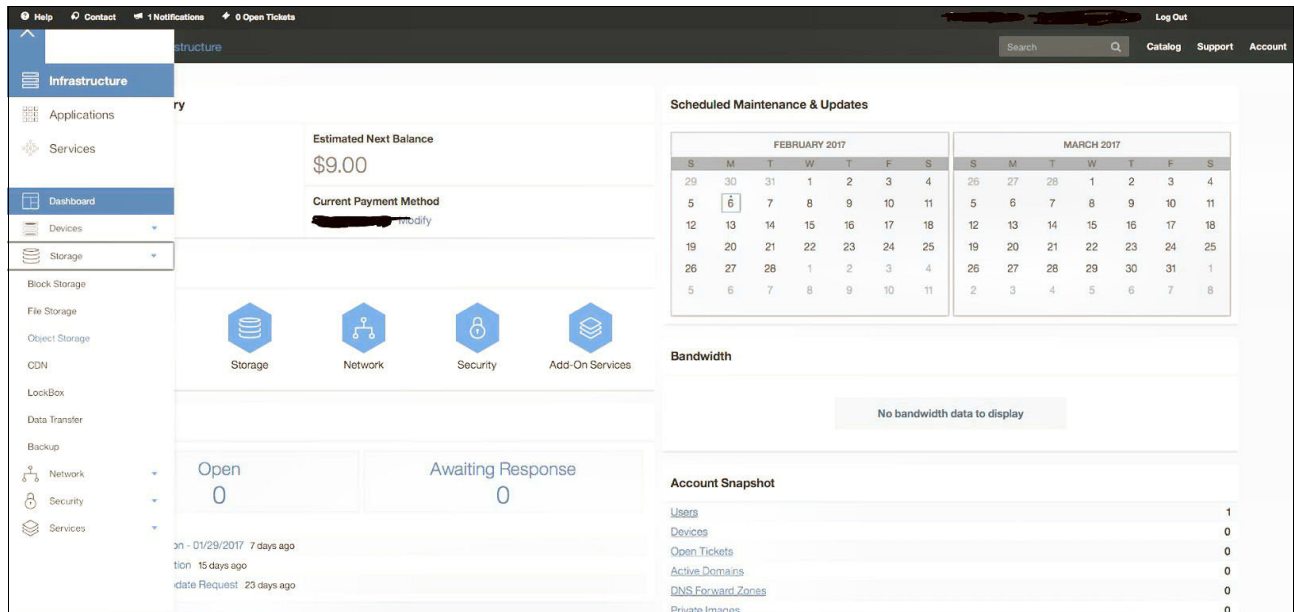 Help Contact 1 Notifications 0 Open Tickets Log Out
structure Search Catalog Support Account
Infrastructure
Applications
Services
Dashboard
Devices
Storage
Block Storage
File Storage
Object Storage
CDN
LockBox
Data Transfer
Backup
Network
Security
Services
ry
Estimated Next Balance
$9.00
Current Payment Method
Modify
Storage Network Security Add-On Services
Open Awaiting Response
0 0
on - 01/29/2017 7 days ago
tion 15 days ago
date Request 23 days ago
Scheduled Maintenance & Updates
FEBRUARY 2017
S M T W T F S
29 30 31 1 2 3 4
5 6 7 8 9 10 11
12 13 14 15 16 17 18
19 20 21 22 23 24 25
26 27 28 1 2 3 4
5 6 7 8 9 10 11
MARCH 2017
S M T W T F S
26 27 28 1 2 3 4
5 6 7 8 9 10 11
12 13 14 15 16 17 18
19 20 21 22 23 24 25
26 27 28 29 30 31 1
2 3 4 5 6 7 8
Bandwidth
No bandwidth data to display
Account Snapshot
Users 1
Devices 0
Open Tickets 0
Active Domains 0
DNS Forward Zones 0
Private Images 0